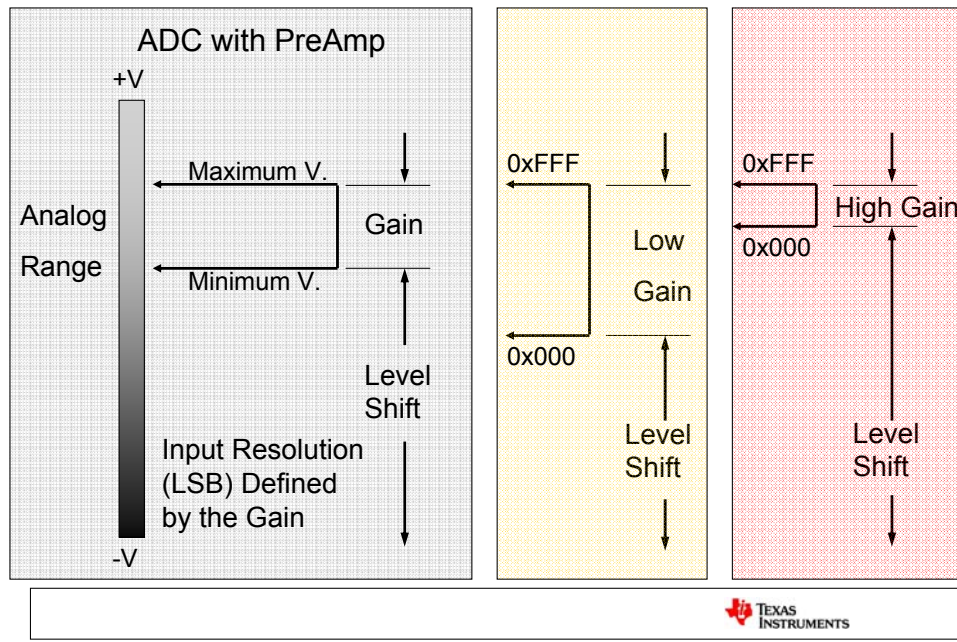 ADC with PreAmp
+V
Maximum V.
Analog
Range
Gain
Minimum V.
Level
Shift
Input Resolution
(LSB) Defined
by the Gain
-V
0xFFF
Low
Gain
0x000
Level
Shift
0xFFF
High Gain
0x000
Level
Shift
TEXAS
INSTRUMENTS